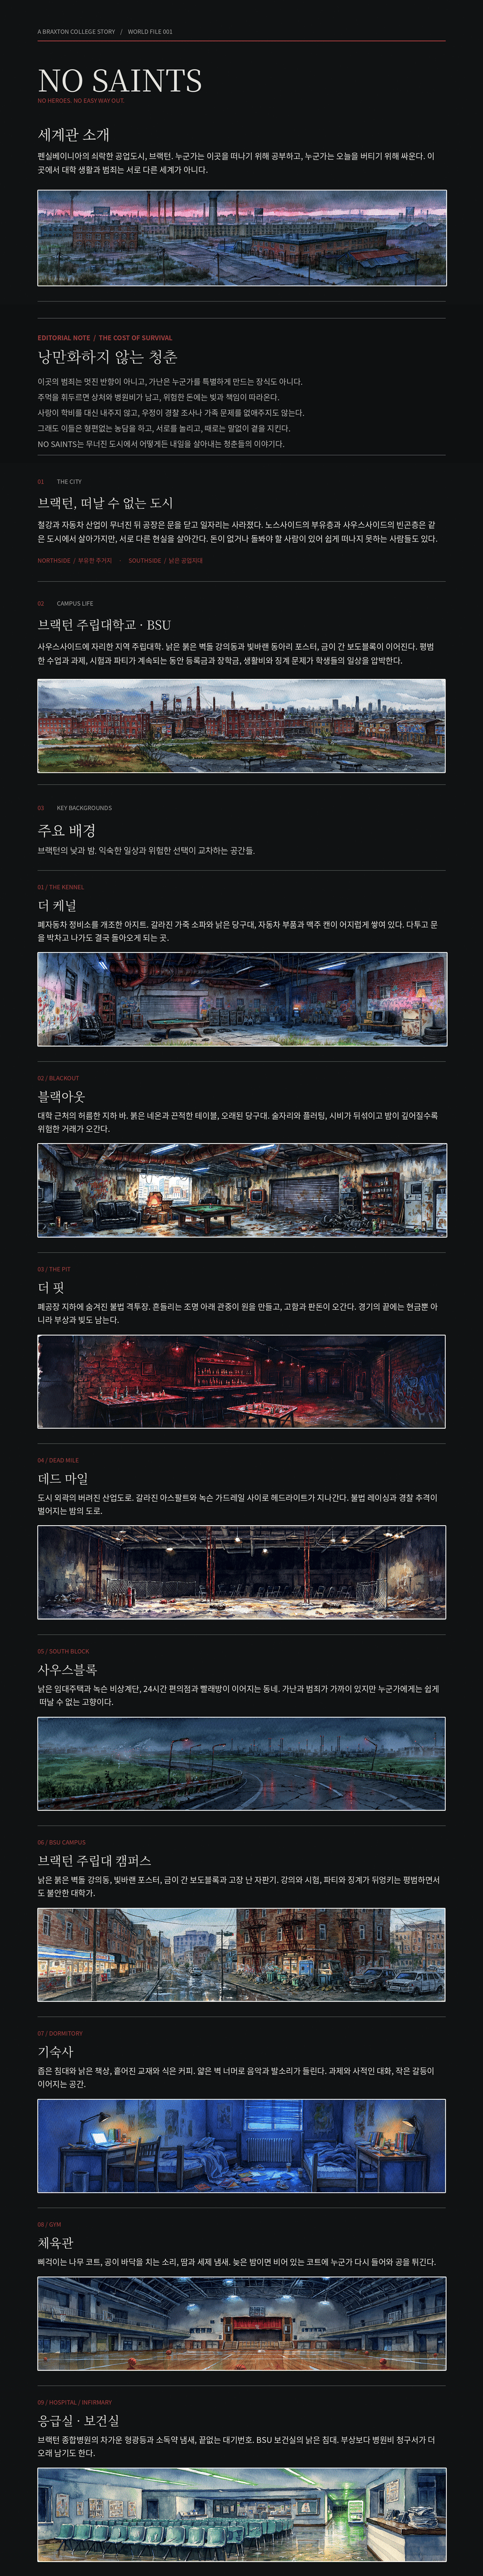 A BRAXTON COLLEGE STORY / WORLD FILE 001
NO SAINTS
NO HEROES. NO EASY WAY OUT.
세계관 소개
펜실베이니아의 쇠락한 공업도시, 브랙턴. 누군가는 이곳을 떠나기 위해 공부하고, 누군가는 오늘을 버티기 위해 싸운다. 이
곳에서 대학 생활과 범죄는 서로 다른 세계가 아니다.
EDITORIAL NOTE / THE COST OF SURVIVAL
낭만화하지 않는 청춘
이곳의 범죄는 멋진 반항이 아니고, 가난은 누군가를 특별하게 만드는 장식도 아니다.
주먹을 휘두르면 상처와 병원비가 남고, 위험한 돈에는 빚과 책임이 따라온다.
사랑이 학비를 대신 내주지 않고, 우정이 경찰 조사나 가족 문제를 없애주지도 않는다.
그래도 이들은 형편없는 농담을 하고, 서로를 놀리고, 때로는 말없이 곁을 지킨다.
NO SAINTS는 무너진 도시에서 어떻게든 내일을 살아내는 청춘들의 이야기다.
01 THE CITY
브랙턴, 떠날 수 없는 도시
철강과 자동차 산업이 무너진 뒤 공장은 문을 닫고 일자리는 사라졌다. 노스사이드의 부유층과 사우스사이드의 빈곤층은 같
은 도시에서 살아가지만, 서로 다른 현실을 살아간다. 돈이 없거나 돌봐야 할 사람이 있어 쉽게 떠나지 못하는 사람들도 있다.
NORTHSIDE / 부유한 주거지 · SOUTHSIDE / 낡은 공업지대
02 CAMPUS LIFE
브랙턴 주립대학교 · BSU
사우스사이드에 자리한 지역 주립대학. 낡은 붉은 벽돌 강의동과 빛바랜 동아리 포스터, 금이 간 보도블록이 이어진다. 평범
한 수업과 과제, 시험과 파티가 계속되는 동안 등록금과 장학금, 생활비와 징계 문제가 학생들의 일상을 압박한다.
03 KEY BACKGROUNDS
주요 배경
브랙턴의 낮과 밤. 익숙한 일상과 위험한 선택이 교차하는 공간들.
01 / THE KENNEL
더 케널
폐자동차 정비소를 개조한 아지트. 갈라진 가죽 소파와 낡은 당구대, 자동차 부품과 맥주 캔이 어지럽게 쌓여 있다. 다투고 문
을 박차고 나가도 결국 돌아오게 되는 곳.
02 / BLACKOUT
블랙아웃
대학 근처의 허름한 지하 바. 붉은 네온과 끈적한 테이블, 오래된 당구대. 술자리와 플러팅, 시비가 뒤섞이고 밤이 깊어질수록
위험한 거래가 오간다.
03 / THE PIT
더 핏
폐공장 지하에 숨겨진 불법 격투장. 흔들리는 조명 아래 관중이 원을 만들고, 고함과 판돈이 오간다. 경기의 끝에는 현금뿐 아
니라 부상과 빚도 남는다.
04 / DEAD MILE
데드 마일
도시 외곽의 버려진 산업도로. 갈라진 아스팔트와 녹슨 가드레일 사이로 헤드라이트가 지나간다. 불법 레이싱과 경찰 추격이
벌어지는 밤의 도로.
05 / SOUTH BLOCK
사우스블록
낡은 임대주택과 녹슨 비상계단, 24시간 편의점과 빨래방이 이어지는 동네. 가난과 범죄가 가까이 있지만 누군가에게는 쉽게
떠날 수 없는 고향이다.
06 / BSU CAMPUS
브랙턴 주립대 캠퍼스
낡은 붉은 벽돌 강의동, 빛바랜 포스터, 금이 간 보도블록과 고장 난 자판기. 강의와 시험, 파티와 징계가 뒤엉키는 평범하면서
도 불안한 대학가.
07 / DORMITORY
기숙사
좁은 침대와 낡은 책상, 흩어진 교재와 식은 커피. 얇은 벽 너머로 음악과 발소리가 들린다. 과제와 사적인 대화, 작은 갈등이
이어지는 공간.
08 / GYM
체육관
삐걱이는 나무 코트, 공이 바닥을 치는 소리, 땀과 세제 냄새. 늦은 밤이면 비어 있는 코트에 누군가 다시 들어와 공을 튀긴다.
09 / HOSPITAL / INFIRMARY
응급실 · 보건실
브랙턴 종합병원의 차가운 형광등과 소독약 냄새, 끝없는 대기번호. BSU 보건실의 낡은 침대. 부상보다 병원비 청구서가 더
오래 남기도 한다.